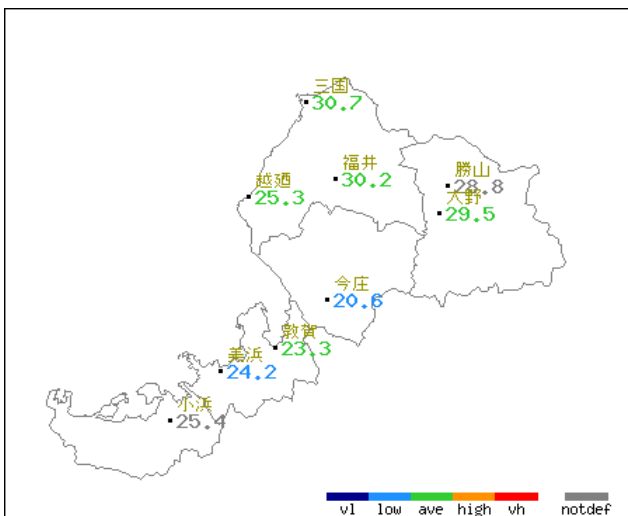 三国
30.7
福井
30.2
越廼
25.3
勝山
28.8
大野
29.5
今庄
20.6
敦賀
23.3
美浜
24.2
小浜
25.4
vl low ave high vh notdef